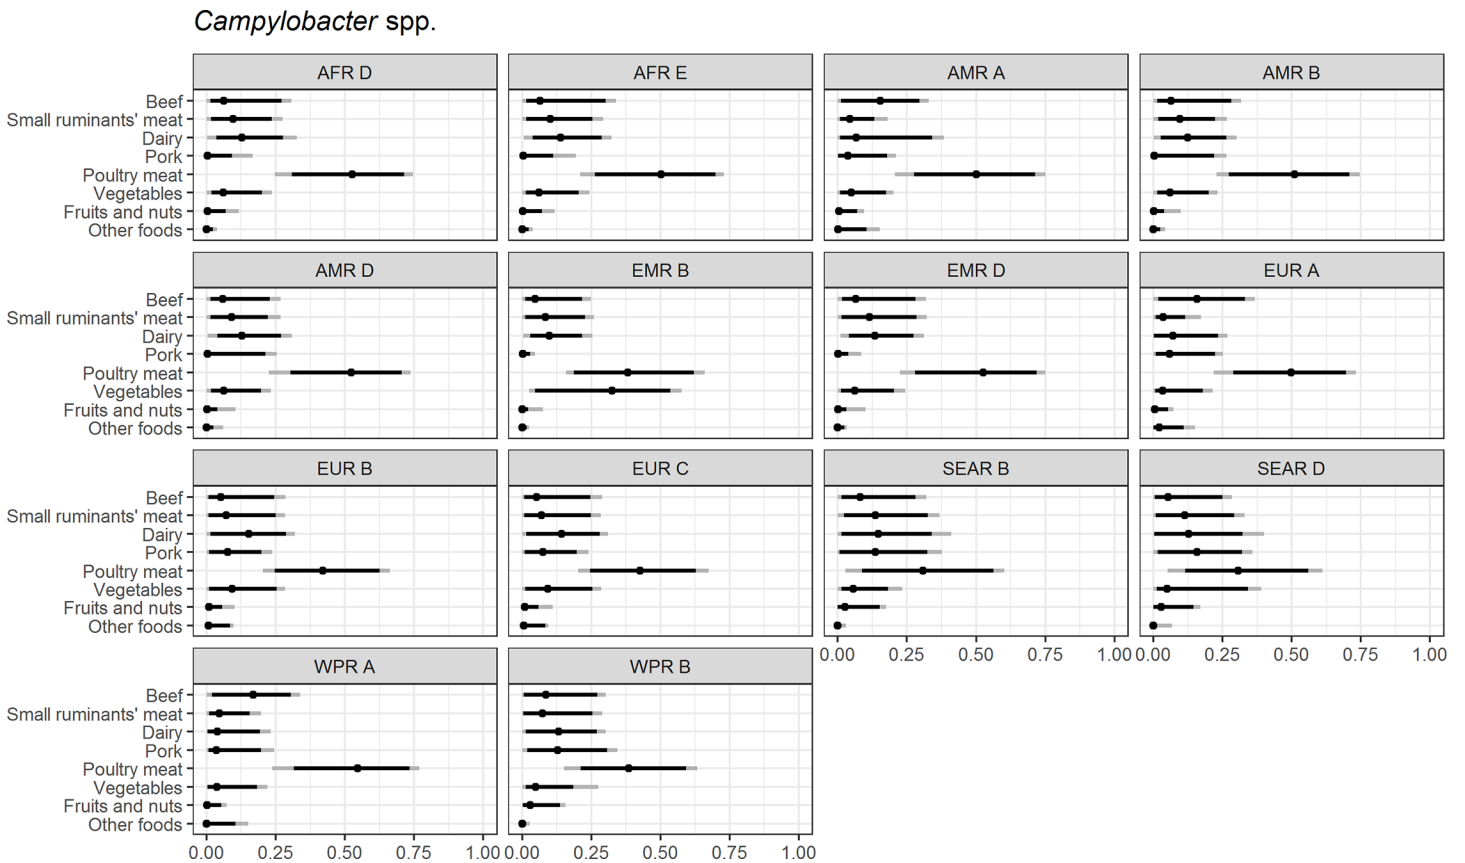 Campylobacter spp.
AFR D
AFR E
AMR A
AMR B
Beef
Small ruminants' meat
Dairy
Pork
Poultry meat
Vegetables
Fruits and nuts
Other foods
AMR D
EMR B
EMR D
EUR A
Beef
Small ruminants' meat
Dairy
Pork
Poultry meat
Vegetables
Fruits and nuts
Other foods
EUR B
EUR C
SEAR B
SEAR D
Beef
Small ruminants' meat
Dairy
Pork
Poultry meat
Vegetables
Fruits and nuts
Other foods
0.00 0.25 0.50 0.75 1.00 0.00 0.25 0.50 0.75 1.00
WPR A
WPR B
Beef
Small ruminants' meat
Dairy
Pork
Poultry meat
Vegetables
Fruits and nuts
Other foods
0.00 0.25 0.50 0.75 1.00 0.00 0.25 0.50 0.75 1.00